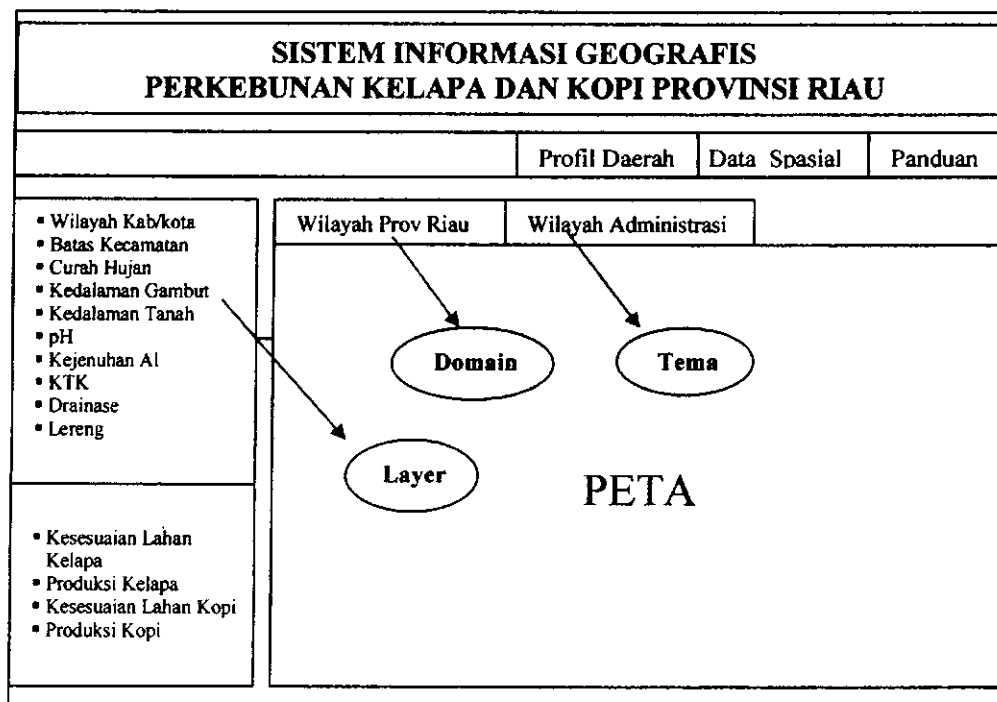 SISTEM INFORMASI GEOGRAFIS
PERKEBUNAN KELAPA DAN KOPI PROVINSI RIAU
Profil Daerah
Data Spasial
Panduan
▪ Wilayah Kab/kota
▪ Batas Kecamatan
▪ Curah Hujan
▪ Kedalaman Gambut
▪ Kedalaman Tanah
▪ pH
▪ Kejenuhan Al
▪ KTK
▪ Drainase
▪ Lereng
▪ Kesesuaian Lahan
Kelapa
▪ Produksi Kelapa
▪ Kesesuaian Lahan Kopi
▪ Produksi Kopi
Wilayah Prov Riau
Wilayah Administrasi
Domain
Tema
Layer
PETA